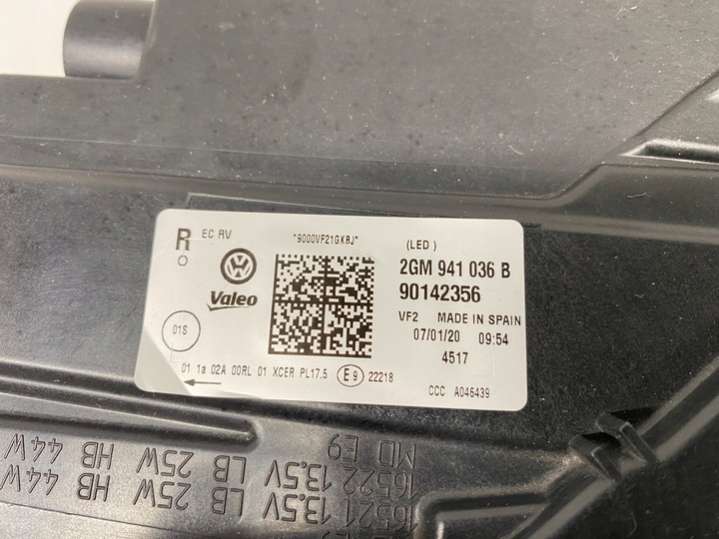 R EC RV
*9000VF21GKBJ*
(LED)
2GM 941 036 B
90142356
Valeo
VF2 MADE IN SPAIN
07/01/20 09:54
4517
01S
01 1a 02A 00RL 01 XCER PL17.5 E9 22218
CCC A046439
MD E9
16522 13,5V LB 25W HB 44W
16521 13,5V LB 25W HB 44W